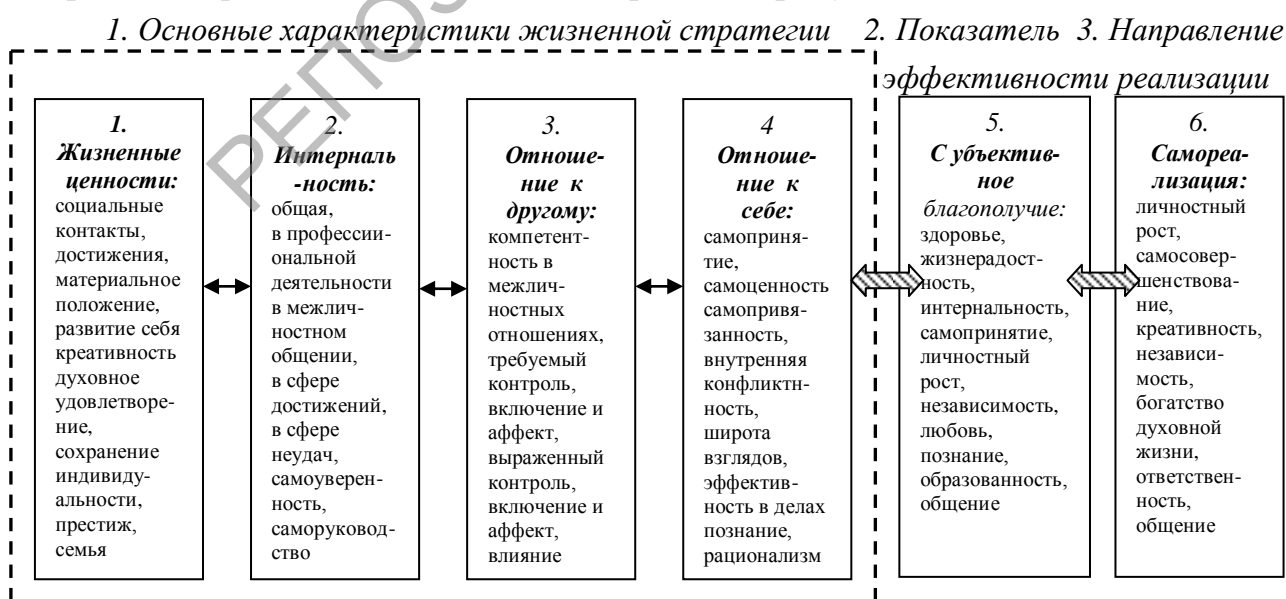 1. Основные характеристики жизненной стратегии 2. Показатель 3. Направление
эффективности реализации
1.
Жизненные
ценности:
социальные
контакты,
достижения,
материальное
положение,
развитие себя
креативность
духовное
удовлетворе-
ние,
сохранение
индивиду-
альности,
престиж,
семья
2.
Интерналь
-ность:
общая,
в профессии-
ональной
деятельности
в межлич-
ностном
общении,
в сфере
достижений,
в сфере
неудач,
самоуверен-
ность,
саморуковод-
ство
3.
Отноше-
ние к
другому:
компетент-
ность в
межлич-
ностных
отношениях,
требуемый
контроль,
включение и
аффект,
выраженный
контроль,
включение и
аффект,
влияние
4
Отноше-
ние к
себе:
самоприня-
тие,
самоценность
самопривя-
занность,
внутренняя
конфликтн-
ность,
широта
взглядов,
эффектив-
ность в делах
познание,
рационализм
5.
С убъектив-
ное
благополучие:
здоровье,
жизнерадост-
ность,
интернальность,
самопринятие,
личностный
рост,
независимость,
любовь,
познание,
образованность,
общение
6.
Самореа-
лизация:
личностный
рост,
самосовер-
шенствова-
ние,
креативность,
независи-
мость,
богатство
духовной
жизни,
ответствен-
ность,
общение